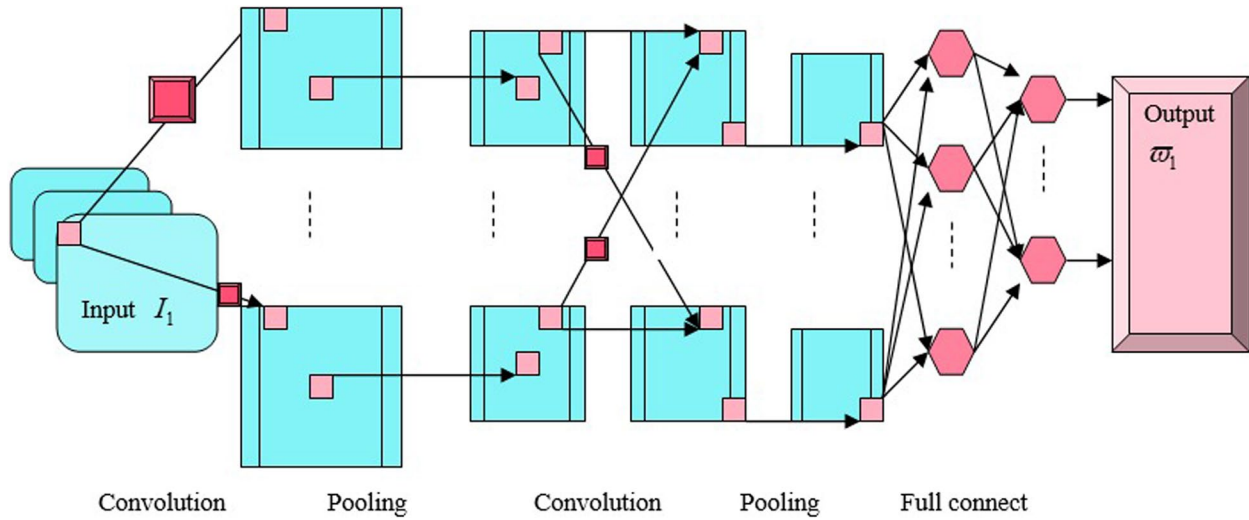 Output
ϖ₁
Input I₁
Convolution Pooling Convolution Pooling Full connect